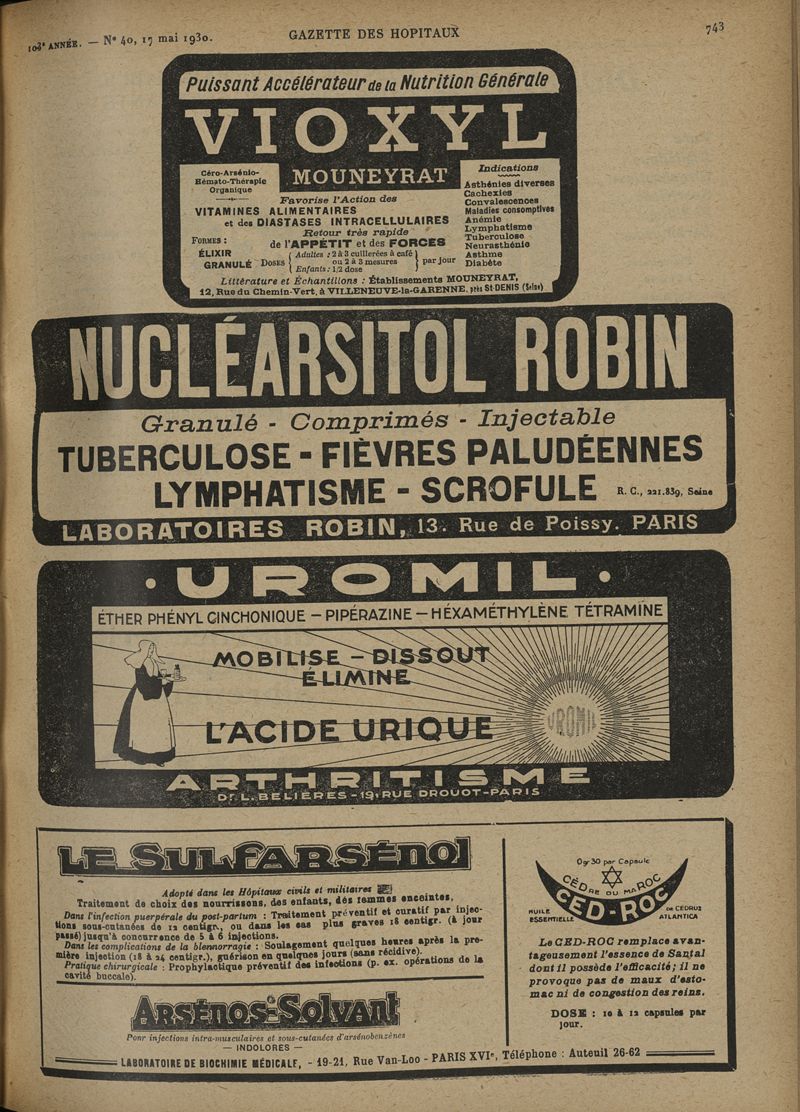 103e ANNÉE. — N° 40, 17 mai 1930.
GAZETTE DES HOPITAUX
743
Puissant Accélérateur de la Nutrition Générale
VIOXYL
Céro-Arsénio-
Hémato-Thérapie
Organique
MOUNEYRAT
Favorise l'Action des
VITAMINES ALIMENTAIRES
et des DIASTASES INTRACELLULAIRES
Retour très rapide
de l'APPÉTIT et des FORCES
FORMES :
ÉLIXIR
GRANULÉ
DOSES
Adultes : 2 à 3 cuillerées à café
ou 2 à 3 mesures
Enfants : 1/2 dose
par jour
Indications
Asthénies diverses
Cachexies
Convalescences
Maladies consomptives
Anémie
Lymphatisme
Tuberculose
Neurasthénie
Asthme
Diabète
Littérature et Échantillons : Établissements MOUNEYRAT,
12, Rue du Chemin-Vert, à VILLENEUVE-la-GARENNE, près St-DENIS (Seine)
NUCLÉARSITOL ROBIN
Granulé - Comprimés - Injectable
TUBERCULOSE - FIÈVRES PALUDÉENNES
LYMPHATISME - SCROFULE
R. C., 221.839, Seine
LABORATOIRES ROBIN, 13. Rue de Poissy. PARIS
· UROMIL ·
ÉTHER PHÉNYL CINCHONIQUE — PIPÉRAZINE — HÉXAMÉTHYLÈNE TÉTRAMINE
MOBILISE — DISSOUT
ÉLIMINE
L'ACIDE URIQUE
UROMIL
ARTHRITISME
Dr. L. BELIÈRES - 19, RUE DROUOT - PARIS
LE SULFARSÉNOL
Adopté dans les Hôpitaux civils et militaires
Traitement de choix des nourrissons, des enfants, des femmes enceintes,
Dans l'infection puerpérale du post-partum : Traitement préventif et curatif par injec-
tions sous-cutanées de 12 centigr., ou dans les cas plus graves 18 centigr. (à jour
passé) jusqu'à concurrence de 5 à 6 injections.
Dans les complications de la blennorragie : Soulagement quelques heures après la pre-
mière injection (18 à 24 centigr.), guérison en quelques jours (sans récidive).
Pratique chirurgicale : Prophylactique préventif des infections (p. ex. opérations de la
cavité buccale).
ARSÉNOS-SOLVANT
Pour injections intra-musculaires et sous-cutanées d'arsénobenzènes
— INDOLORES —
0gr30 par Capsule
CÈDRE DU MAROC
CED-ROC
HUILE
ESSENTIELLE
DE CEDRUS
ATLANTICA
Le CED-ROC remplace avan-
tageusement l'essence de Santal
dont il possède l'efficacité; il ne
provoque pas de maux d'esto-
mac ni de congestion des reins.
DOSE : 10 à 12 capsules par
jour.
LABORATOIRE DE BIOCHIMIE MÉDICALE, - 19-21, Rue Van-Loo - PARIS XVIe, Téléphone : Auteuil 26-62